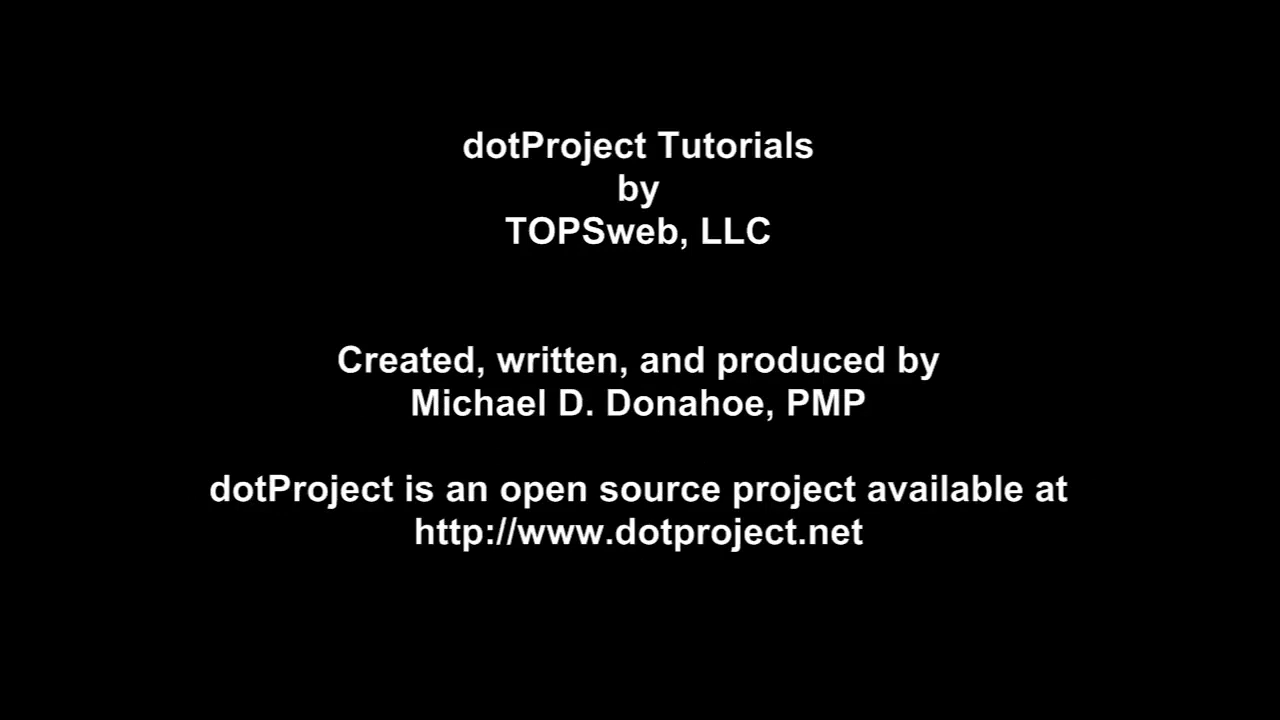 dotProject Tutorials
by
TOPSweb, LLC
Created, written, and produced by
Michael D. Donahoe, PMP
dotProject is an open source project available at
http://www.dotproject.net